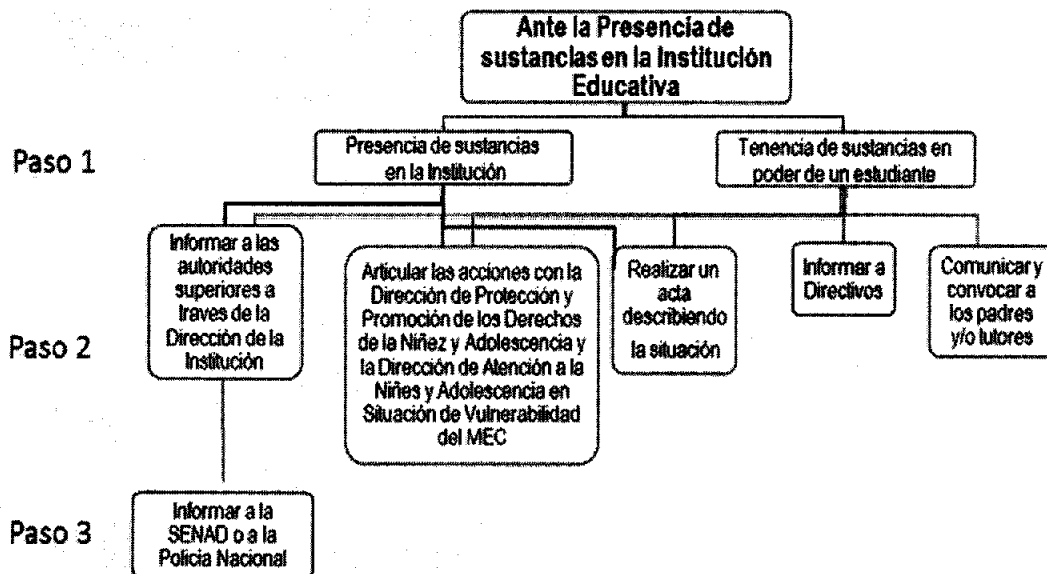 Ante la Presencia de
sustancias en la Institución
Educativa
Paso 1
Presencia de sustancias
en la Institución
Tenencia de sustancias en
poder de un estudiante
Paso 2
Informar a las
autoridades
superiores a
traves de la
Dirección de la
Institución
Articular las acciones con la
Dirección de Protección y
Promoción de los Derechos
de la Niñez y Adolescencia y
la Dirección de Atención a la
Niñes y Adolescencia en
Situación de Vulnerabilidad
del MEC
Realizar un
acta
describiendo
la situación
Informar a
Directivos
Comunicar y
convocar a
los padres
y/o tutores
Paso 3
Informar a la
SENAD o a la
Policia Nacional